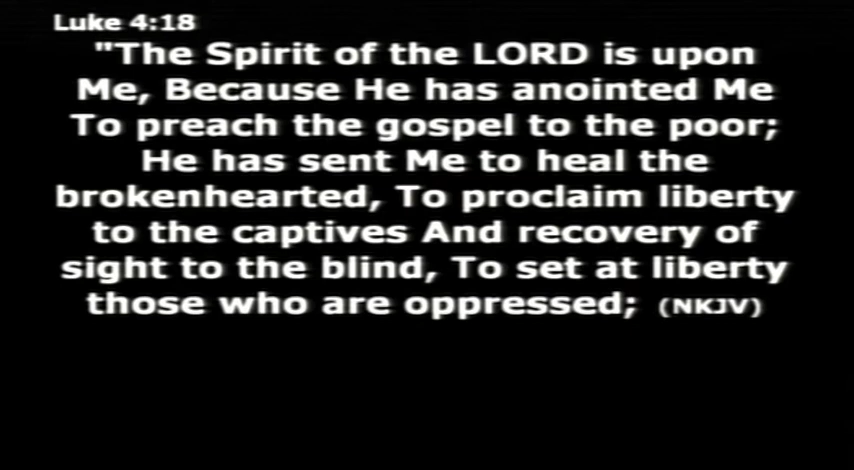 Luke 4:18
"The Spirit of the LORD is upon
Me, Because He has anointed Me
To preach the gospel to the poor;
He has sent Me to heal the
brokenhearted, To proclaim liberty
to the captives And recovery of
sight to the blind, To set at liberty
those who are oppressed; (NKJV)